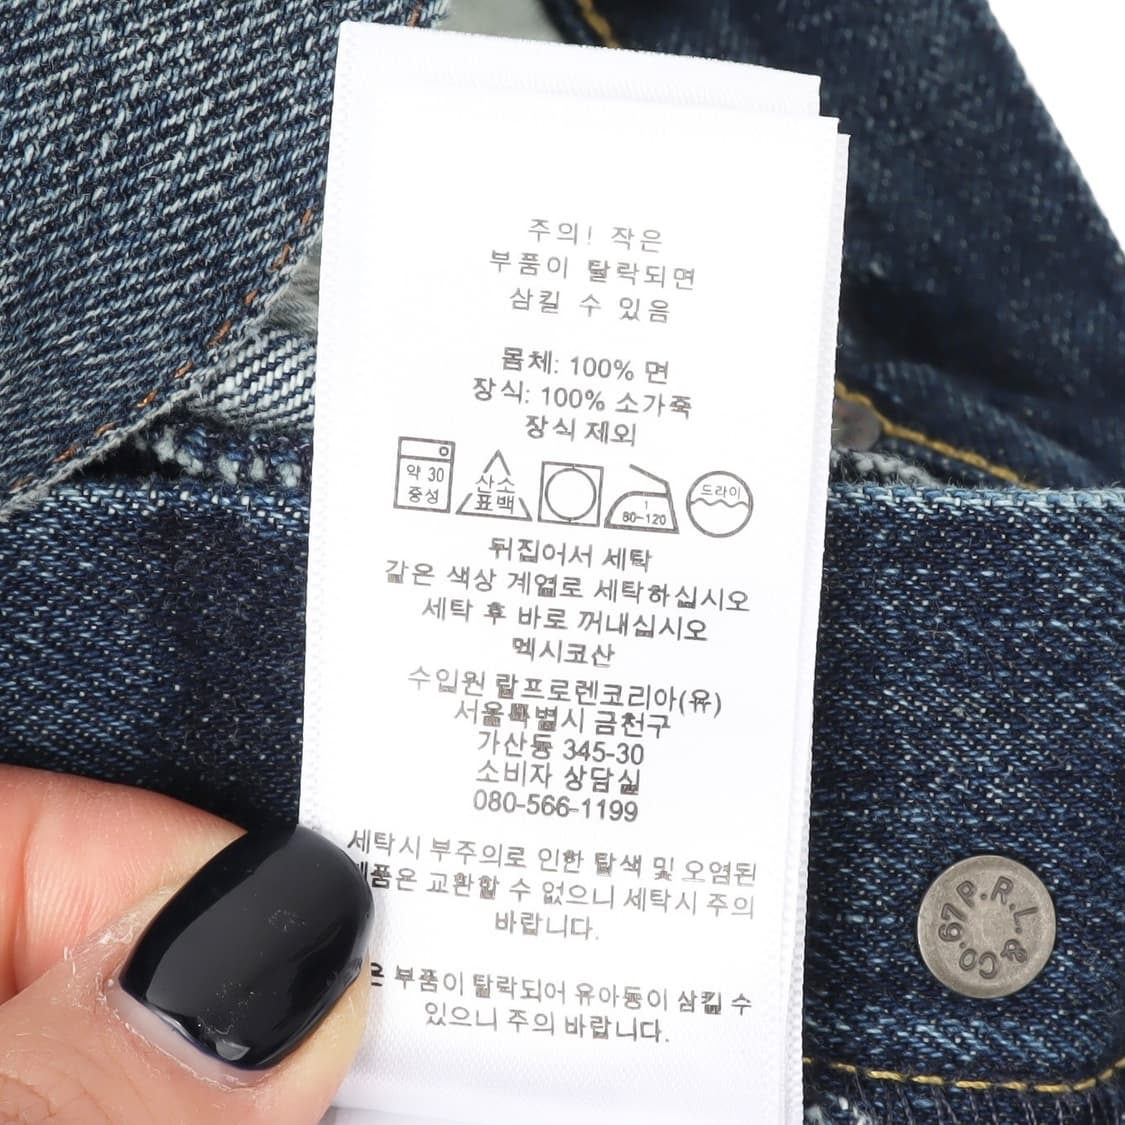 주의! 작은
부품이 탈락되면
삼킬 수 있음
몸체: 100% 면
장식: 100% 소가죽
장식 제외
약 30
중성
산소
표백
1
80-120
드라이
뒤집어서 세탁
같은 색상 계열로 세탁하십시오
세탁 후 바로 꺼내십시오
멕시코산
수입원 랄프로렌코리아(유)
서울특별시 금천구
가산동 345-30
소비자 상담실
080-566-1199
세탁시 부주의로 인한 탈색 및 오염된
교환할 수 없으니 세탁시 주의
바랍니다.
부품이 탈락되어 유아동이 삼킬 수
있으니 주의 바랍니다.
P.R.L. & CO. 67